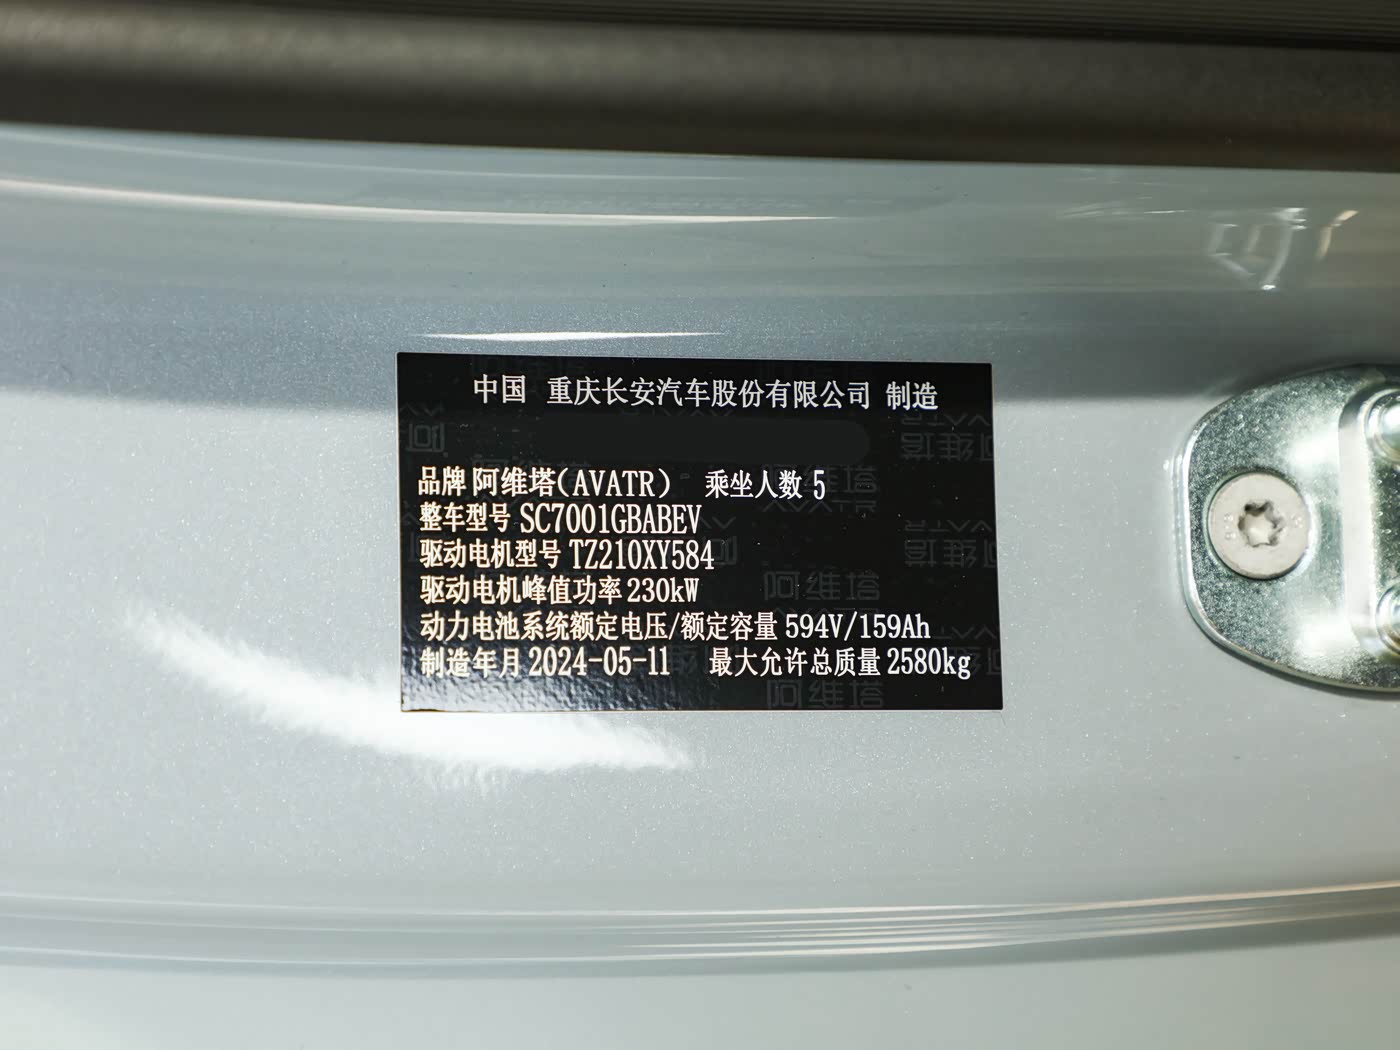 中国 重庆长安汽车股份有限公司 制造
品牌 阿维塔(AVATR) 乘坐人数 5
整车型号 SC7001GBABEV
驱动电机型号 TZ210XY584
驱动电机峰值功率 230kW
动力电池系统额定电压/额定容量 594V/159Ah
制造年月 2024-05-11 最大允许总质量 2580kg